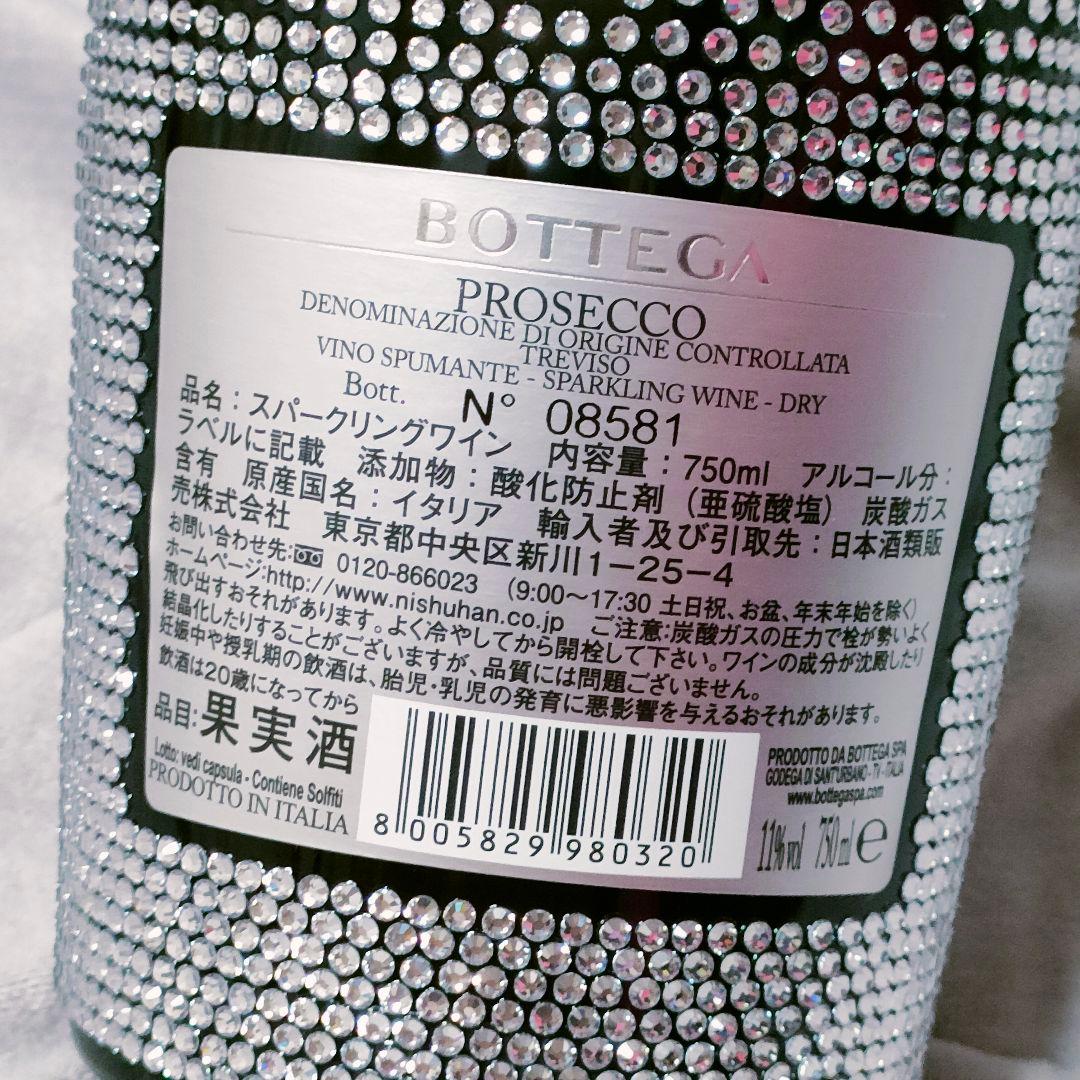 BOTTEGA
PROSECCO
DENOMINAZIONE DI ORIGINE CONTROLLATA
TREVISO
VINO SPUMANTE - SPARKLING WINE - DRY
Bott. N° 08581
品名：スパークリングワイン 内容量：750ml アルコール分：
ラベルに記載 添加物：酸化防止剤（亜硫酸塩） 炭酸ガス
含有 原産国名：イタリア 輸入者及び引取先：日本酒類販
売株式会社 東京都中央区新川1－25－4
お問い合わせ先: 0120-866023 （9:00～17:30 土日祝、お盆、年末年始を除く）
ホームページ:http://www.nishuhan.co.jp ご注意:炭酸ガスの圧力で栓が勢いよく
飛び出すおそれがあります。よく冷やしてから開栓して下さい。ワインの成分が沈殿したり
結晶化したりすることがございますが、品質には問題ございません。
妊娠中や授乳期の飲酒は、胎児・乳児の発育に悪影響を与えるおそれがあります。
飲酒は20歳になってから
品目:果実酒
Lotto: vedi capsula - Contiene Solfiti
PRODOTTO IN ITALIA
8 005829 980320
PRODOTTO DA BOTTEGA SPA
GODEGA DI SANT'URBANO - TV - ITALIA
www.bottegaspa.com
11% vol 750 ml e